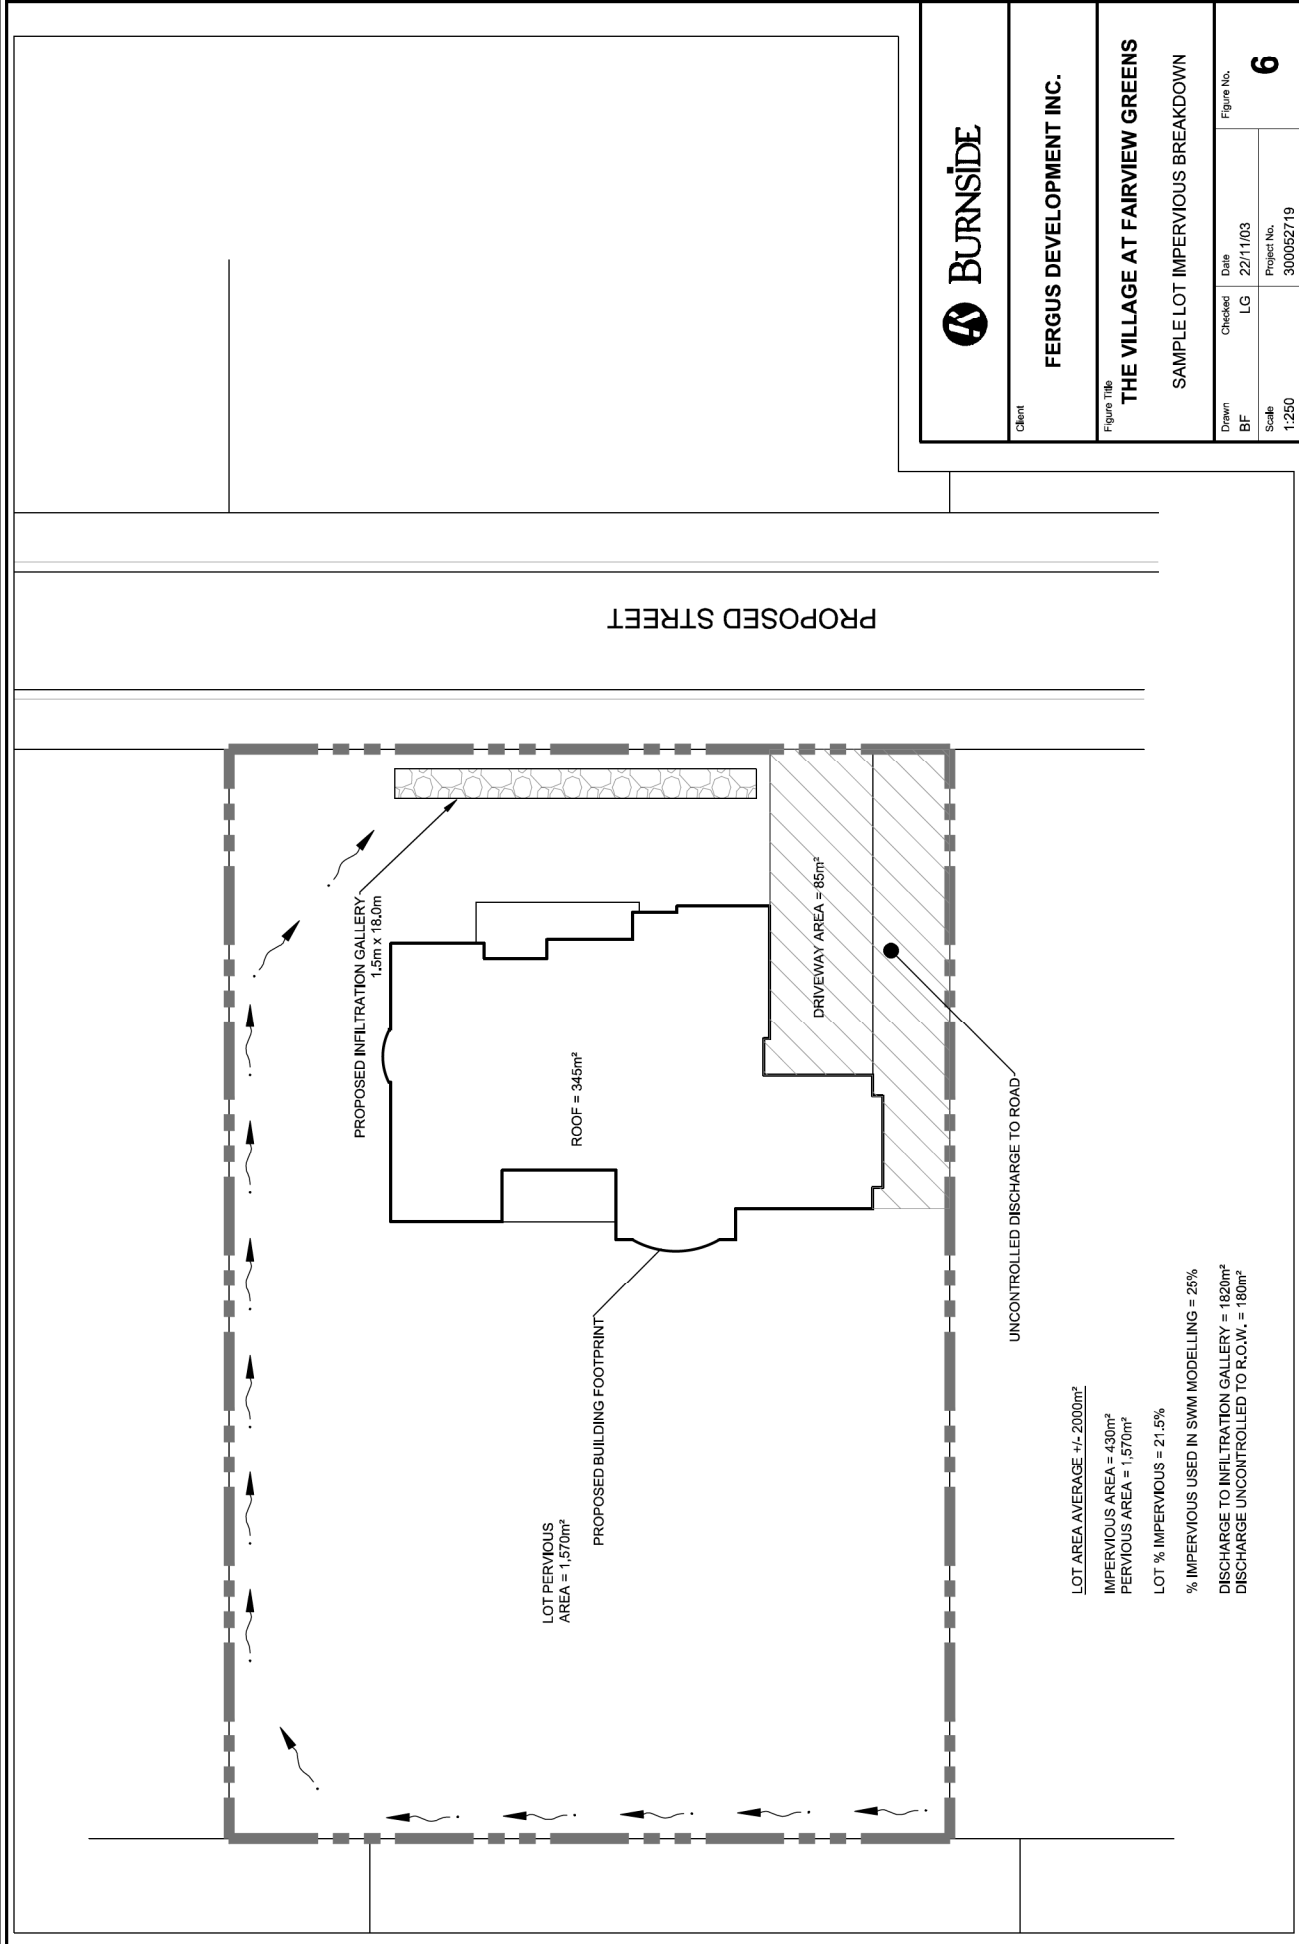 PROPOSED STREET
PROPOSED INFILTRATION GALLERY
1.5m x 18.0m
DRIVEWAY AREA = 85m²
ROOF = 345m²
UNCONTROLLED DISCHARGE TO ROAD
PROPOSED BUILDING FOOTPRINT
LOT PERVIOUS
AREA = 1,570m²
LOT AREA AVERAGE +/- 2000m²
IMPERVIOUS AREA = 430m²
PERVIOUS AREA = 1,570m²
LOT % IMPERVIOUS = 21.5%
% IMPERVIOUS USED IN SWM MODELLING = 25%
DISCHARGE TO INFILTRATION GALLERY = 1820m²
DISCHARGE UNCONTROLLED TO R.O.W. = 180m²
BURNSIDE
Client
FERGUS DEVELOPMENT INC.
Figure Title
THE VILLAGE AT FAIRVIEW GREENS
SAMPLE LOT IMPERVIOUS BREAKDOWN
Drawn Checked Date Figure No.
BF LG 22/11/03 6
Scale Project No.
1:250 300052719